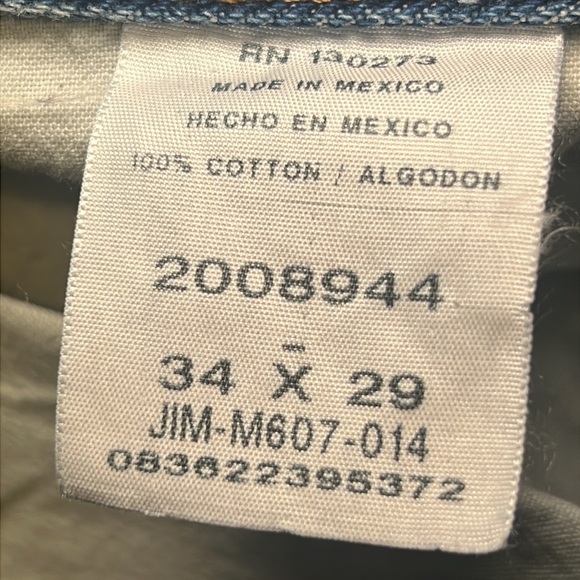 RN 130273
MADE IN MEXICO
HECHO EN MEXICO
100% COTTON / ALGODON
2008944
-
34 X 29
JIM-M607-014
083622395372